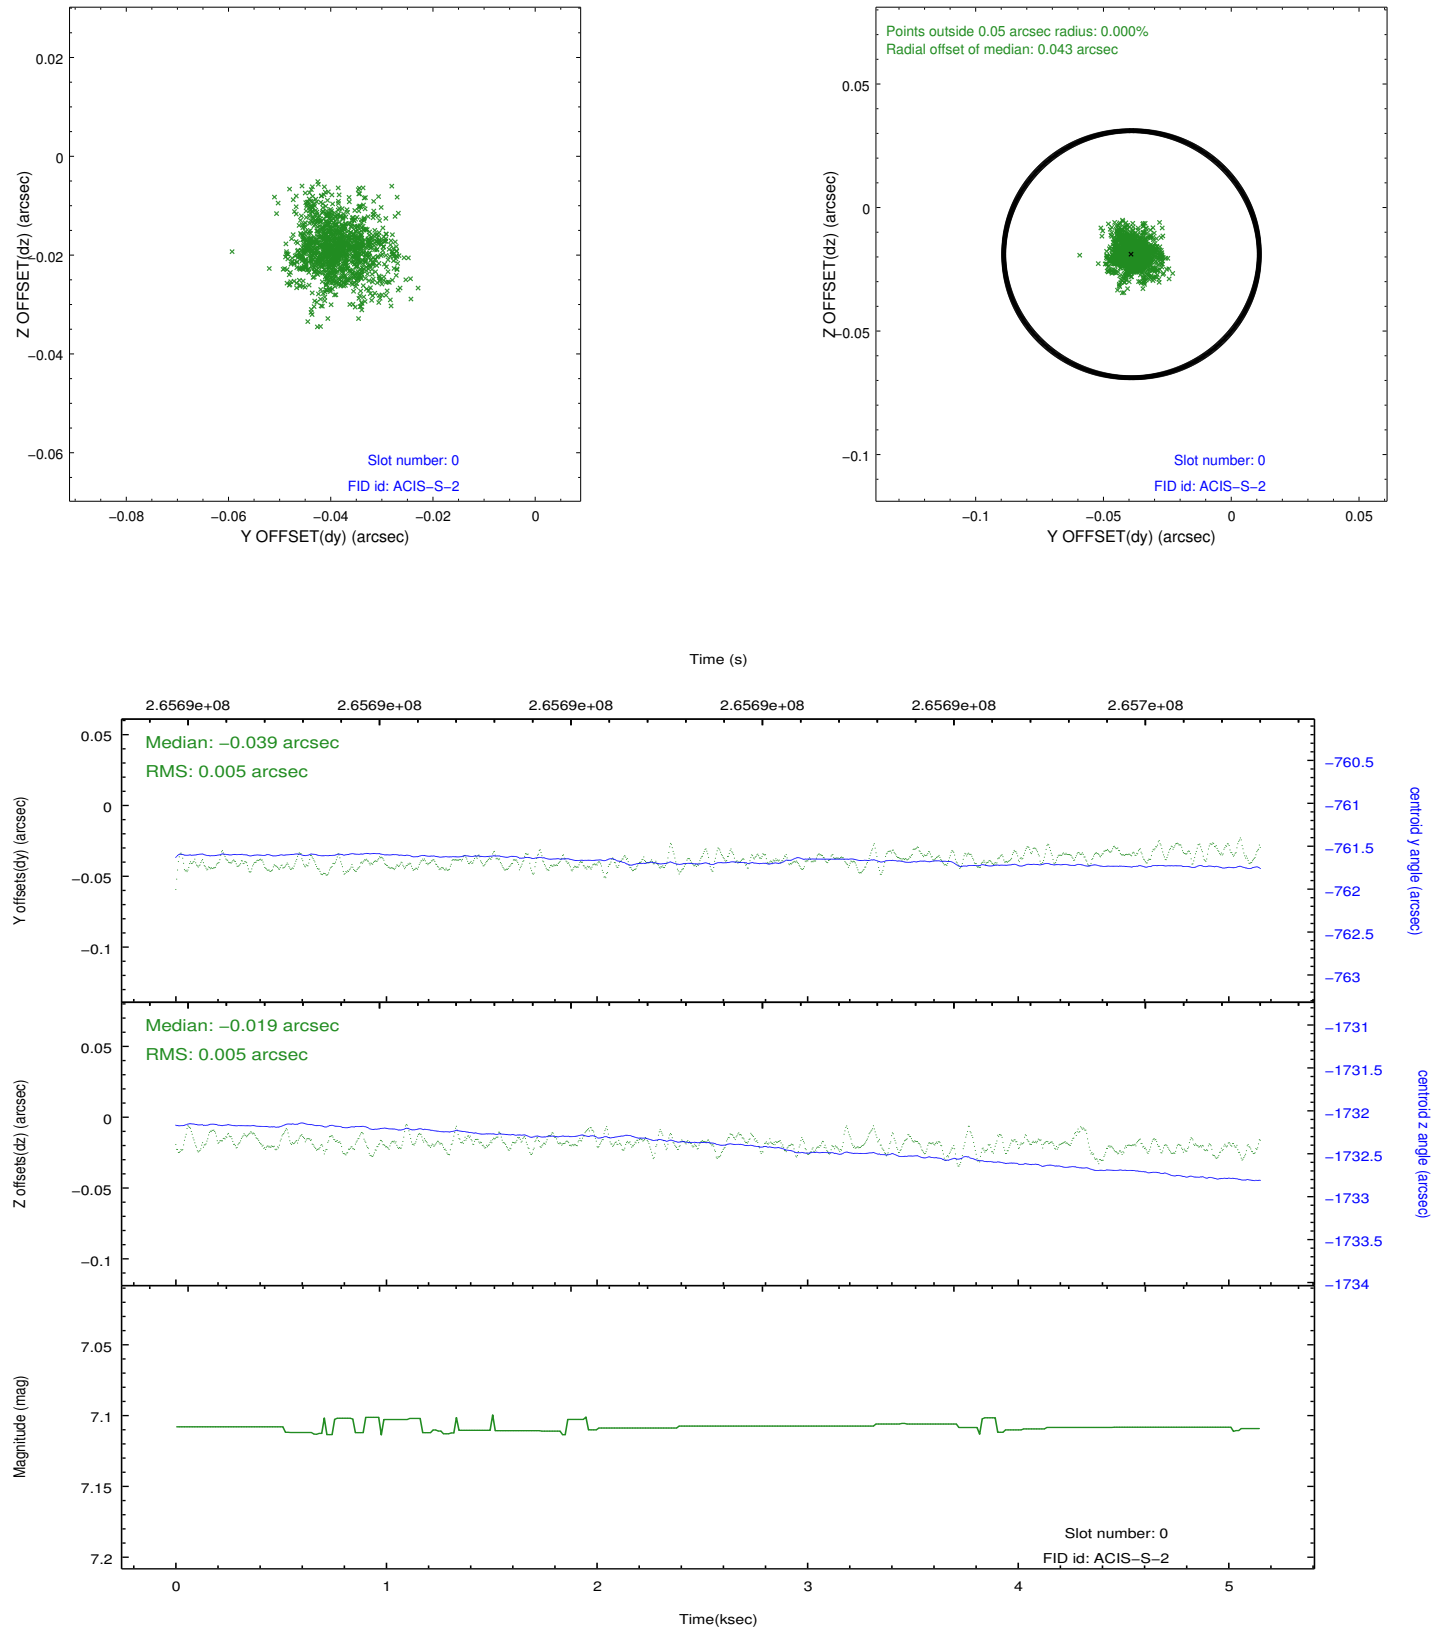 0.02
0
−0.02
−0.04
−0.06
Z OFFSET(dz) (arcsec)
Slot number: 0
FID id: ACIS−S−2
−0.08
−0.06
−0.04
−0.02
0
Y OFFSET(dy) (arcsec)
Points outside 0.05 arcsec radius: 0.000%
Radial offset of median: 0.043 arcsec
0.05
0
−0.05
−0.1
Z OFFSET(dz) (arcsec)
Slot number: 0
FID id: ACIS−S−2
−0.1
−0.05
0
0.05
Y OFFSET(dy) (arcsec)
Time (s)
2.6569e+08
2.6569e+08
2.6569e+08
2.6569e+08
2.6569e+08
2.657e+08
Median: −0.039 arcsec
RMS: 0.005 arcsec
0.05
0
−0.05
−0.1
Y offsets(dy) (arcsec)
−760.5
−761
−761.5
−762
−762.5
−763
centroid y angle (arcsec)
Median: −0.019 arcsec
RMS: 0.005 arcsec
0.05
0
−0.05
−0.1
Z offsets(dz) (arcsec)
−1731
−1731.5
−1732
−1732.5
−1733
−1733.5
−1734
centroid z angle (arcsec)
7.05
7.1
7.15
7.2
Magnitude (mag)
Slot number: 0
FID id: ACIS−S−2
0
1
2
3
4
5
Time(ksec)